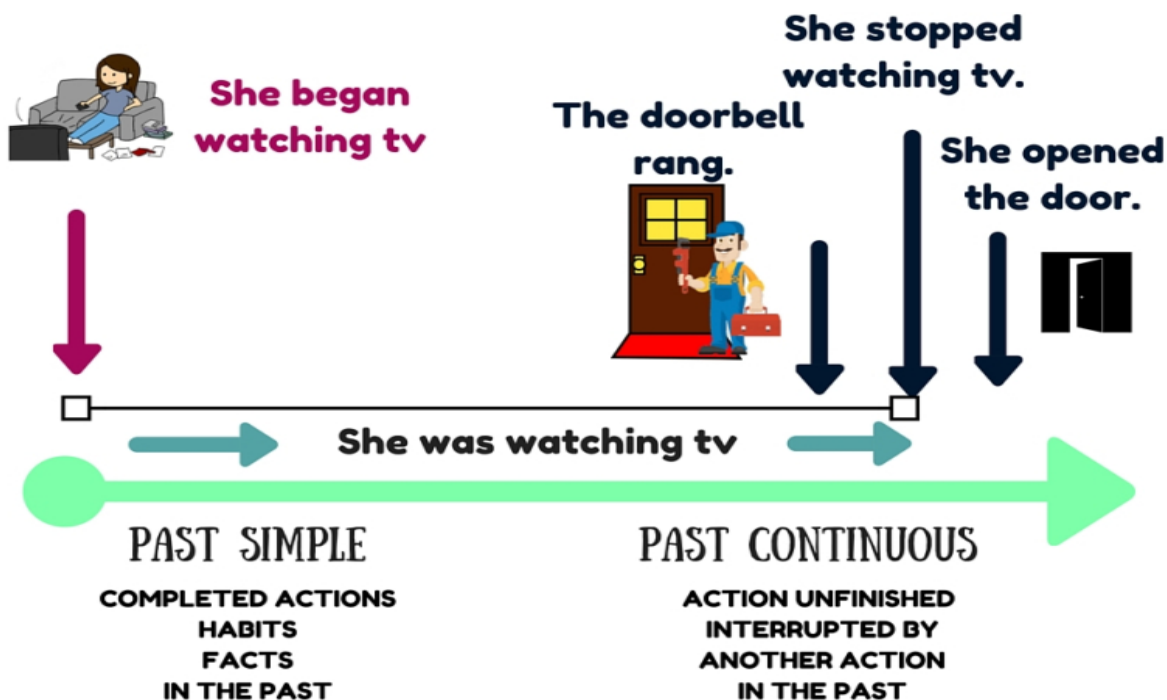 She began
watching tv
The doorbell
rang.
She stopped
watching tv.
She opened
the door.
She was watching tv
PAST SIMPLE
COMPLETED ACTIONS
HABITS
FACTS
IN THE PAST
PAST CONTINUOUS
ACTION UNFINISHED
INTERRUPTED BY
ANOTHER ACTION
IN THE PAST